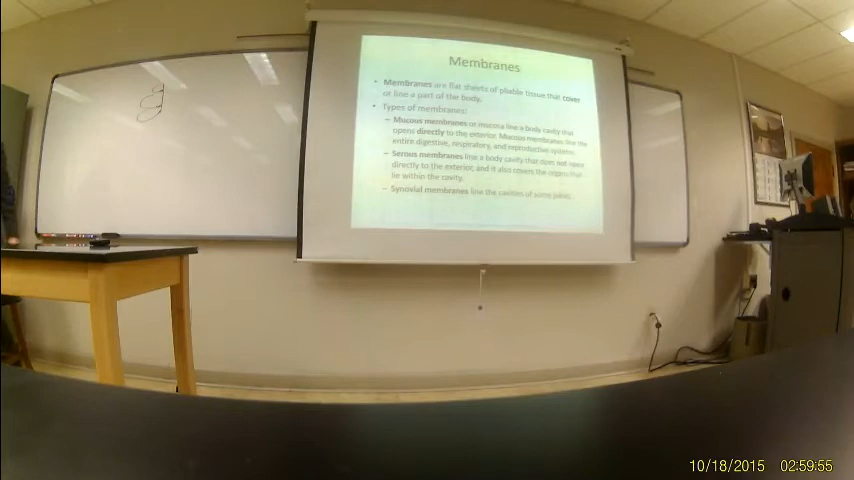 Membranes
• Membranes are flat sheets of pliable tissue that cover
or line a part of the body.
• Types of membranes:
– Mucous membranes or mucosa line a body cavity that
opens directly to the exterior. Mucous membranes line the
entire digestive, respiratory, and reproductive systems.
– Serous membranes line a body cavity that does not open
directly to the exterior, and it also covers the organs that
lie within the cavity.
– Synovial membranes line the cavities of some joints.
10/18/2015 02:59:55